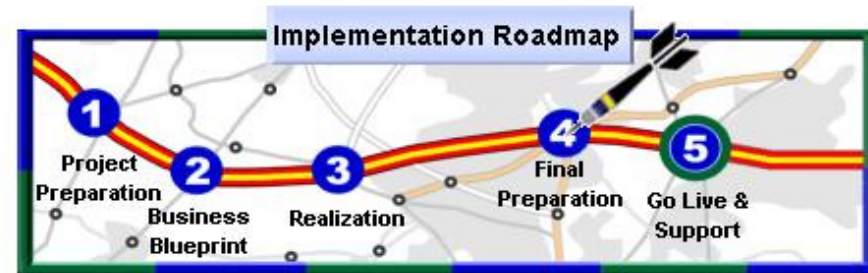 Implementation Roadmap
1
Project
Preparation
2
Business
Blueprint
3
Realization
4
Final
Preparation
5
Go Live &
Support